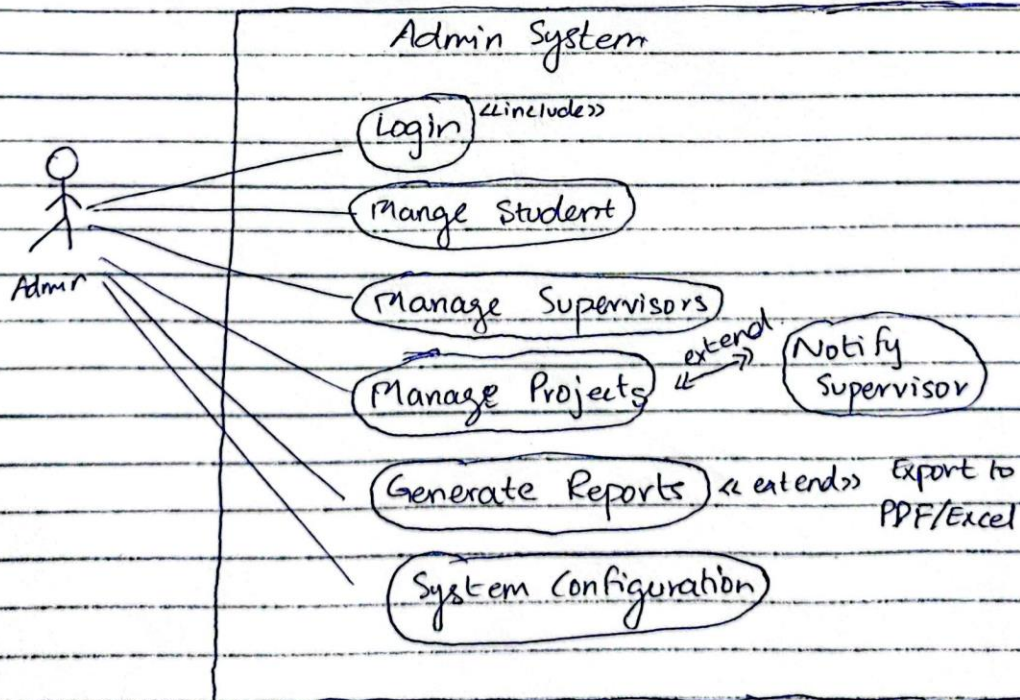 Admin System
Login <<include>>
Mange Student
Admin
Manage Supervisors
Manage Projects << extend >> Notify
Supervisor
Generate Reports << extend >> Export to
PDF/Excel
System Configuration